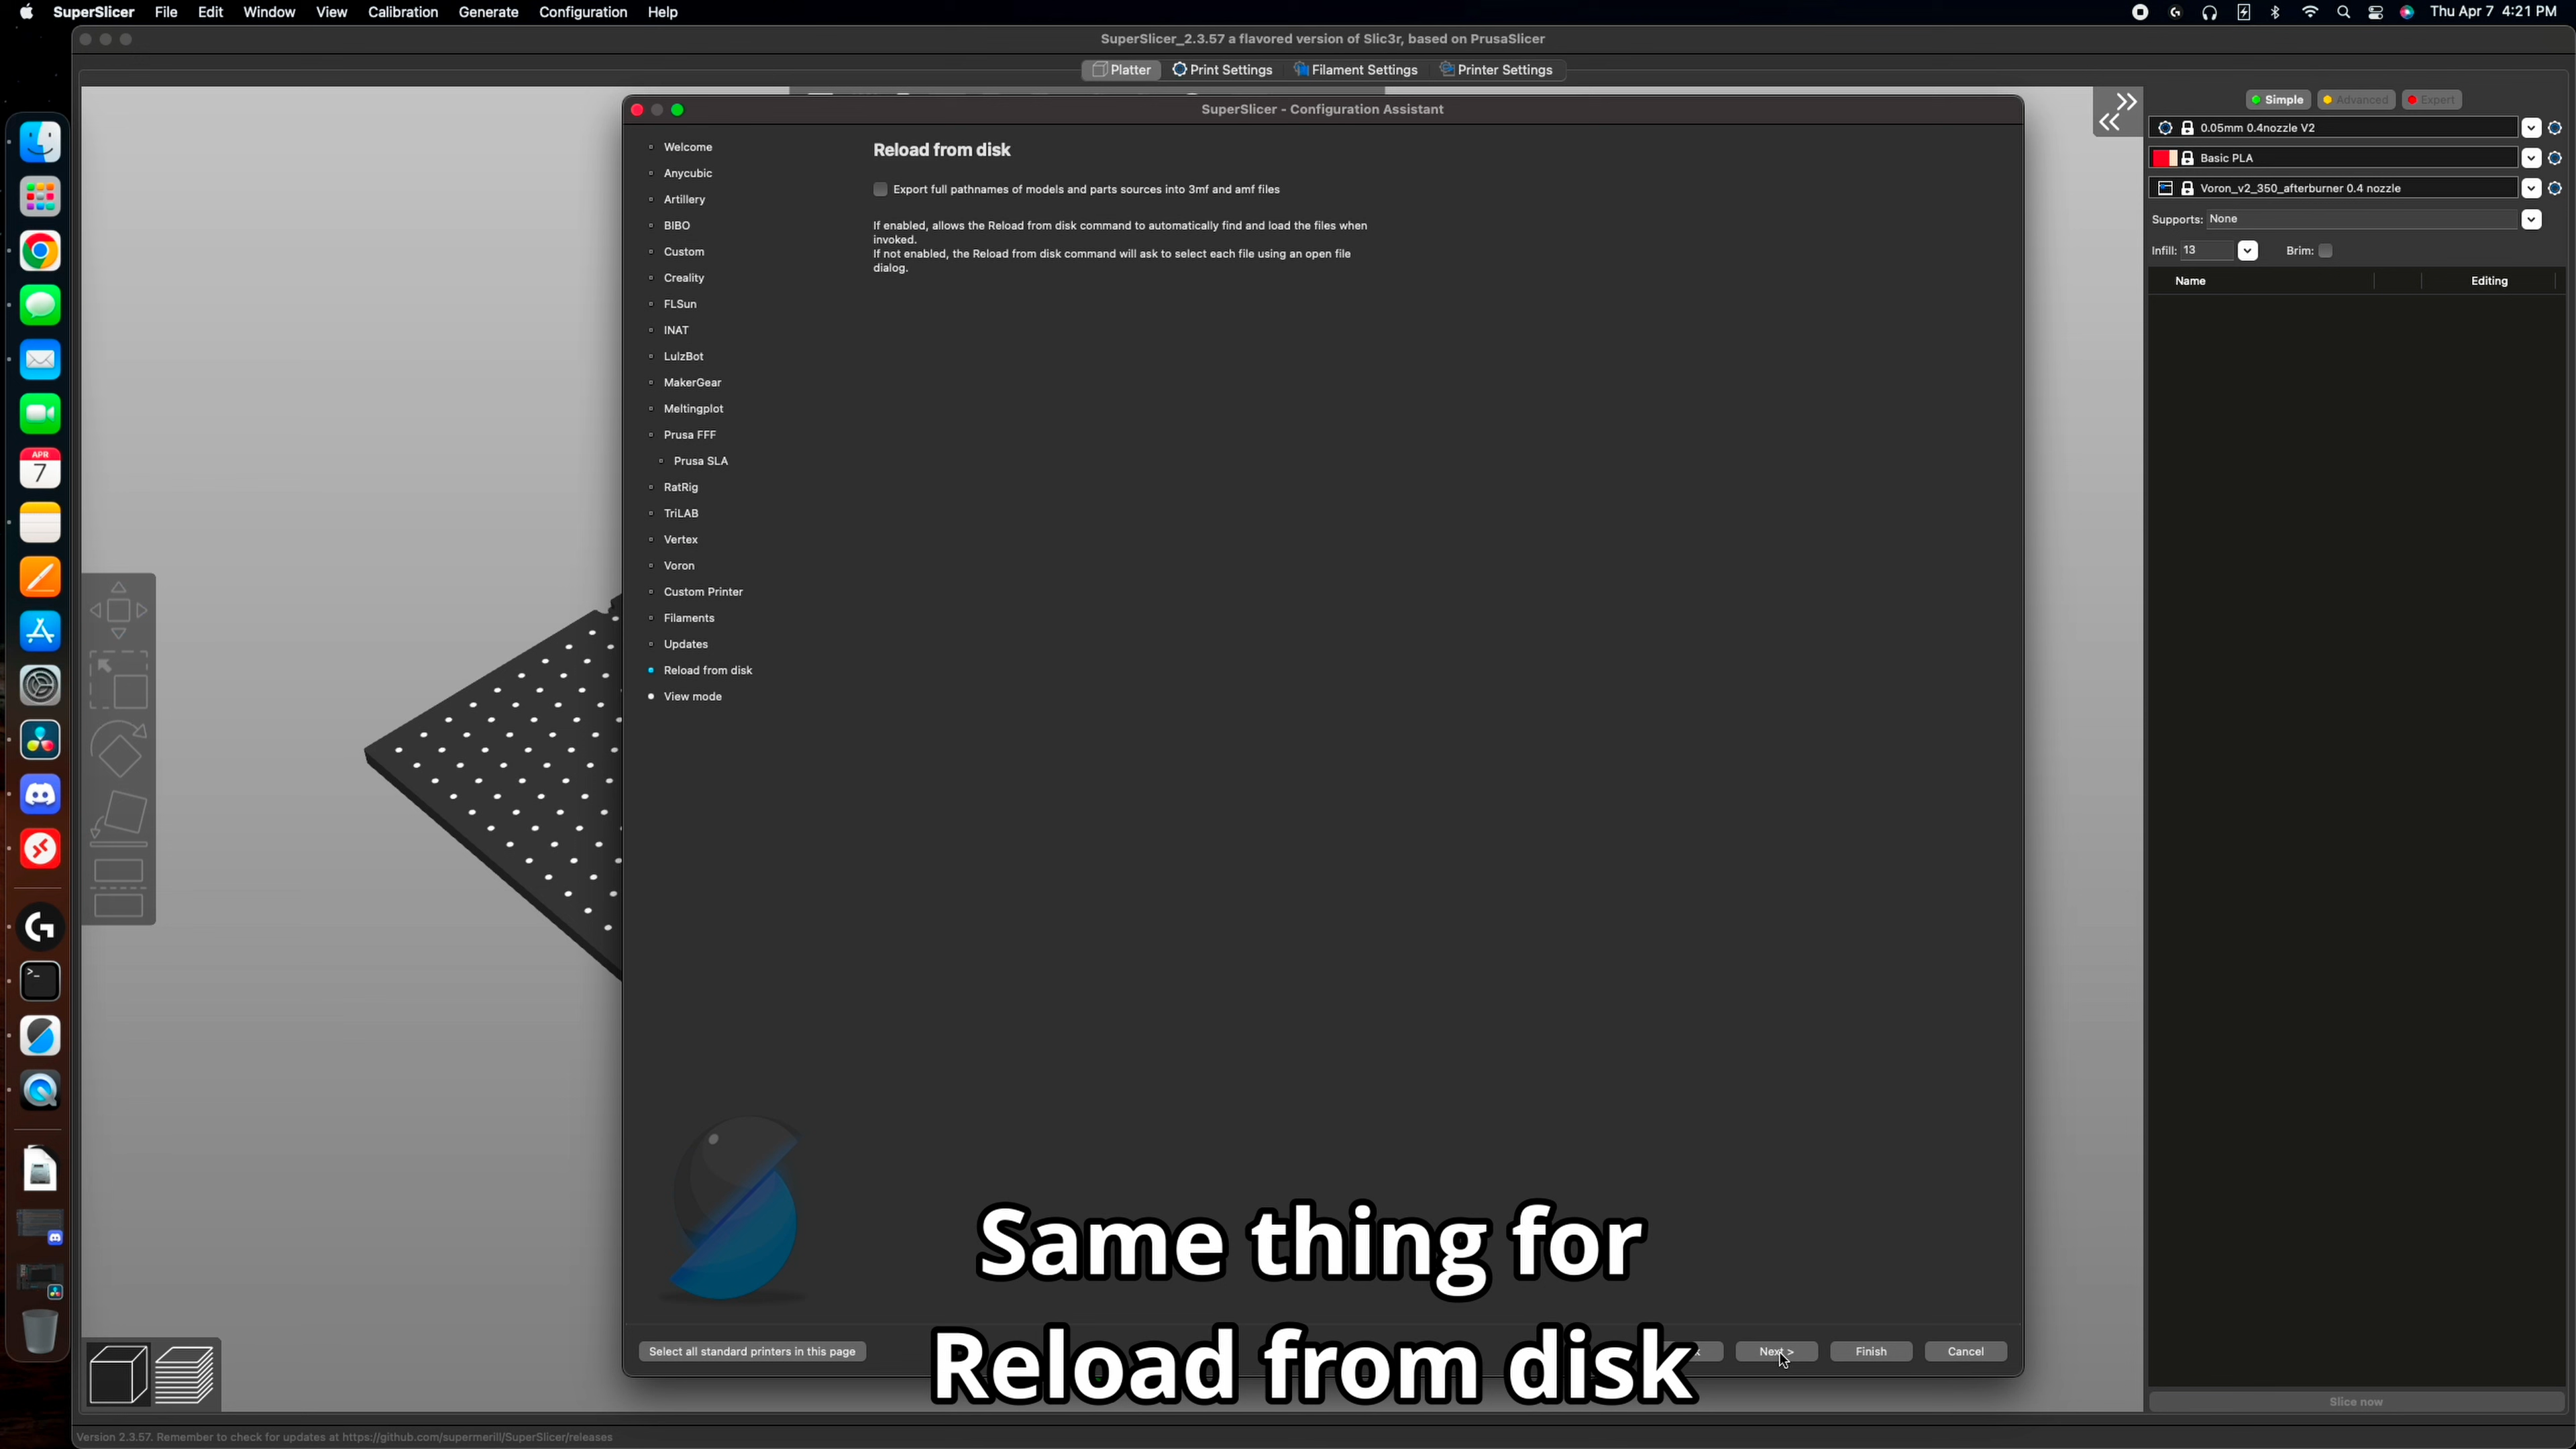 SuperSlicer File Edit Window View Calibration Generate Configuration Help
Thu Apr 7 4:21 PM
SuperSlicer_2.3.57 a flavored version of Slic3r, based on PrusaSlicer
Platter Print Settings Filament Settings Printer Settings
SuperSlicer - Configuration Assistant
Welcome
Anycubic
Artillery
BIBO
Custom
Creality
FLSun
INAT
LulzBot
MakerGear
Meltingplot
Prusa FFF
Prusa SLA
RatRig
TriLAB
Vertex
Voron
Custom Printer
Filaments
Updates
Reload from disk
View mode
Reload from disk
Export full pathnames of models and parts sources into 3mf and amf files
If enabled, allows the Reload from disk command to automatically find and load the files when
invoked.
If not enabled, the Reload from disk command will ask to select each file using an open file
dialog.
Simple Advanced Expert
0.05mm 0.4nozzle V2
Basic PLA
Voron_v2_350_afterburner 0.4 nozzle
Supports: None
Infill: 13 Brim:
Name Editing
APR
7
Same thing for
Reload from disk
Select all standard printers in this page
Next > Finish Cancel
Slice now
Version 2.3.57. Remember to check for updates at https://github.com/supermerill/SuperSlicer/releases